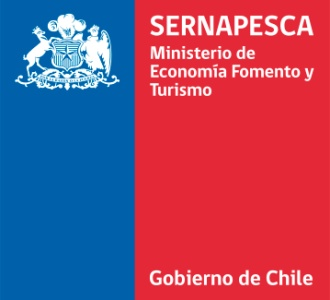 SERNAPESCA
Ministerio de
Economía Fomento y
Turismo
Gobierno de Chile